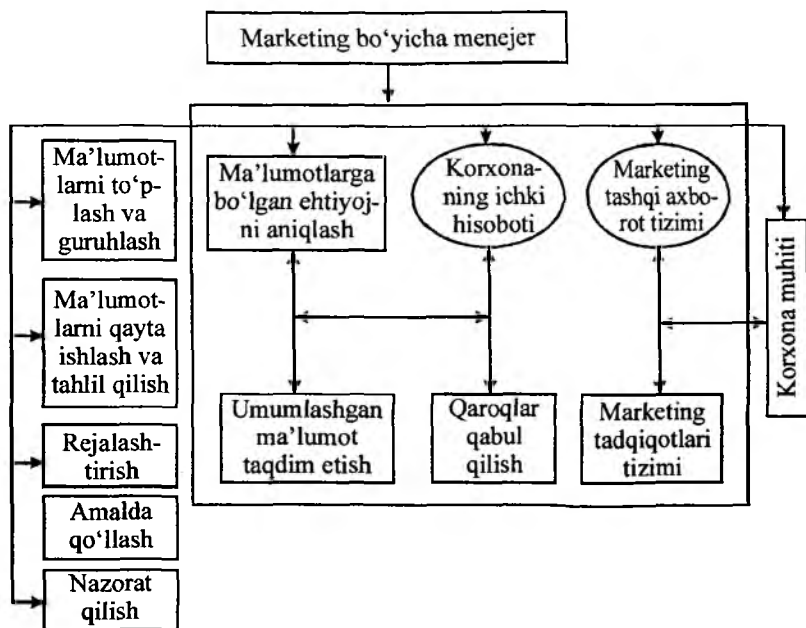 Marketing bo‘yicha menejer
Ma’lumot-
larni to‘p-
lash va
guruhlash
Ma’lumot-
larni qayta
ishlash va
tahlil qilish
Rejalash-
tirish
Amalda
qo‘llash
Nazorat
qilish
Ma’lumotlarga
bo‘lgan ehtiyoj-
ni aniqlash
Korxona-
ning ichki
hisoboti
Marketing
tashqi axbo-
rot tizimi
Umumlashgan
ma’lumot
taqdim etish
Qaroqlar
qabul
qilish
Marketing
tadqiqotlari
tizimi
Korxona muhiti